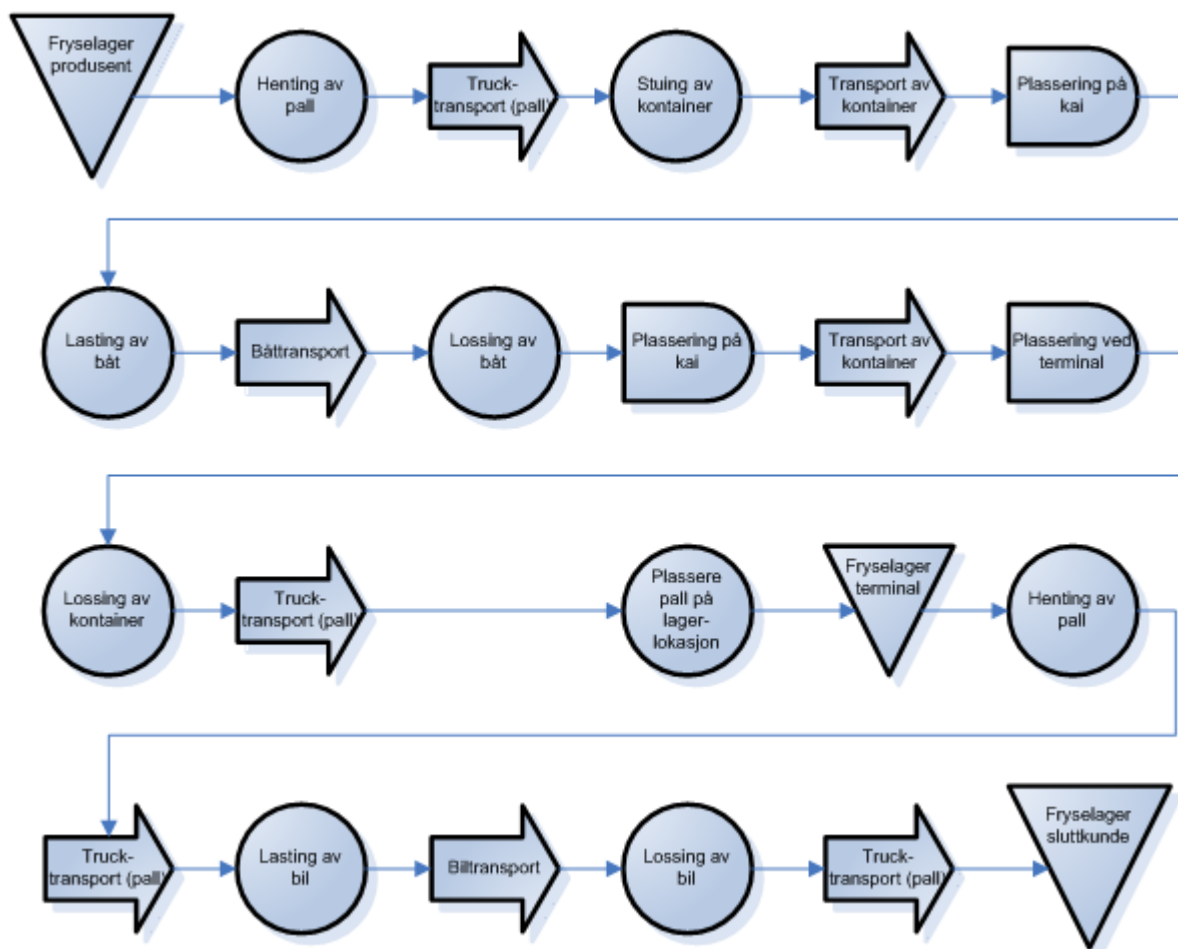 Fryselager
produsent
Henting av
pall
Truck-
transport (pall)
Stuing av
kontainer
Transport av
kontainer
Plassering på
kai
Lasting av
båt
Båttransport
Lossing av
båt
Plassering på
kai
Transport av
kontainer
Plassering ved
terminal
Lossing av
kontainer
Truck-
transport (pall)
Plassere
pall på
lager-
lokasjon
Fryselager
terminal
Henting av
pall
Truck-
transport (pall)
Lasting av
bil
Biltransport
Lossing av
bil
Truck-
transport (pall)
Fryselager
sluttkunde